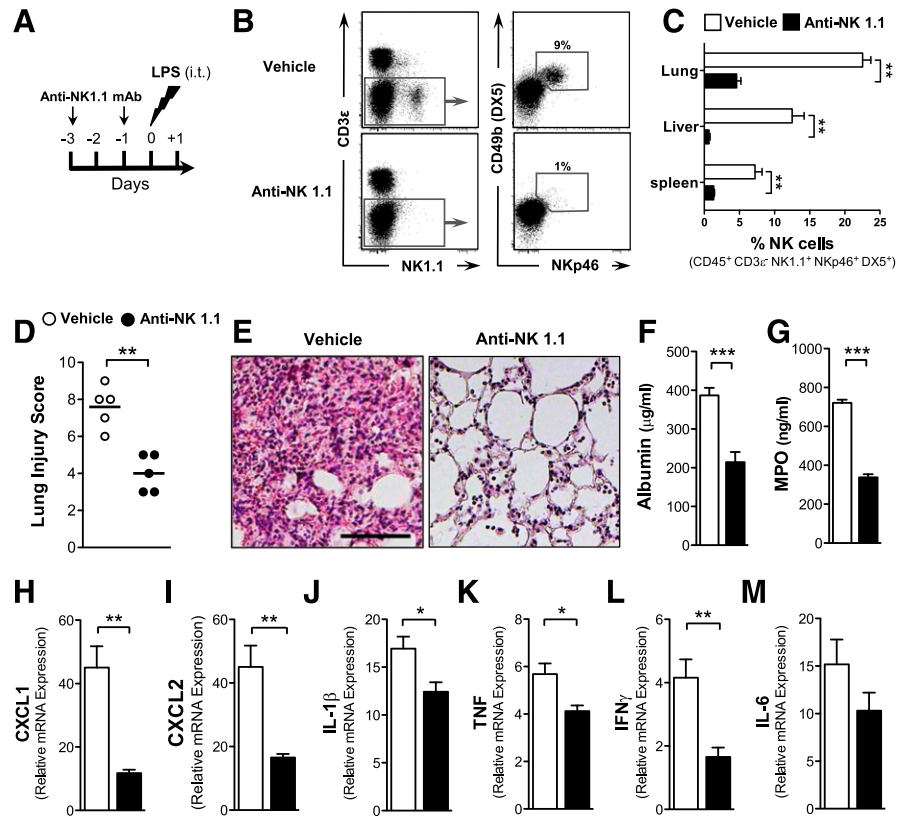 A
LPS (i.t.)
Anti-NK1.1 mAb
-3 -2 -1 0 +1
Days
B
Vehicle
Anti-NK 1.1
CD3ε
NK1.1
9%
1%
CD49b (DX5)
NKp46
C
Vehicle Anti-NK 1.1
Lung
**
Liver
**
spleen
**
0 5 10 15 20 25
% NK cells
(CD45+ CD3ε- NK1.1+ NKp46+ DX5+)
D
Vehicle Anti-NK 1.1
**
Lung Injury Score
10
8
6
4
2
0
E
Vehicle Anti-NK 1.1
F
***
Albumin (µg/ml)
500
400
300
200
100
0
G
***
MPO (ng/ml)
1000
800
600
400
200
0
H
**
CXCL1
(Relative mRNA Expression)
60
40
20
0
I
**
CXCL2
(Relative mRNA Expression)
60
40
20
0
J
*
IL-1β
(Relative mRNA Expression)
20
15
10
5
0
K
*
TNF
(Relative mRNA Expression)
8
6
4
2
0
L
**
IFNγ
(Relative mRNA Expression)
6
4
2
0
M
IL-6
(Relative mRNA Expression)
20
15
10
5
0